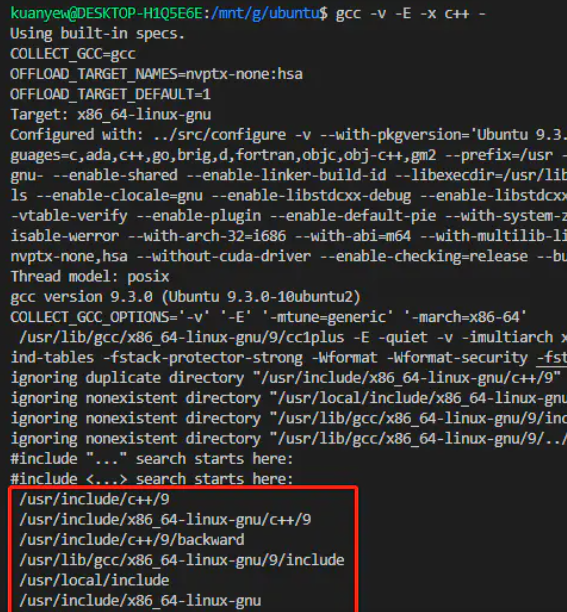 kuanyew@DESKTOP-H1Q5E6E:/mnt/g/ubuntu$ gcc -v -E -x c++ -
Using built-in specs.
COLLECT_GCC=gcc
OFFLOAD_TARGET_NAMES=nvptx-none:hsa
OFFLOAD_TARGET_DEFAULT=1
Target: x86_64-linux-gnu
Configured with: ../src/configure -v --with-pkgversion='Ubuntu 9.3.
guages=c,ada,c++,go,brig,d,fortran,objc,obj-c++,gm2 --prefix=/usr -
gnu- --enable-shared --enable-linker-build-id --libexecdir=/usr/lib
ls --enable-clocale=gnu --enable-libstdcxx-debug --enable-libstdcxx
-vtable-verify --enable-plugin --enable-default-pie --with-system-z
isable-werror --with-arch-32=i686 --with-abi=m64 --with-multilib-li
nvptx-none,hsa --without-cuda-driver --enable-checking=release --bu
Thread model: posix
gcc version 9.3.0 (Ubuntu 9.3.0-10ubuntu2)
COLLECT_GCC_OPTIONS='-v' '-E' '-mtune=generic' '-march=x86-64'
/usr/lib/gcc/x86_64-linux-gnu/9/cc1plus -E -quiet -v -imultiarch x
ind-tables -fstack-protector-strong -Wformat -Wformat-security -fst
ignoring duplicate directory "/usr/include/x86_64-linux-gnu/c++/9"
ignoring nonexistent directory "/usr/local/include/x86_64-linux-gnu
ignoring nonexistent directory "/usr/lib/gcc/x86_64-linux-gnu/9/inc
ignoring nonexistent directory "/usr/lib/gcc/x86_64-linux-gnu/9/../
#include "..." search starts here:
#include <...> search starts here:
/usr/include/c++/9
/usr/include/x86_64-linux-gnu/c++/9
/usr/include/c++/9/backward
/usr/lib/gcc/x86_64-linux-gnu/9/include
/usr/local/include
/usr/include/x86_64-linux-gnu